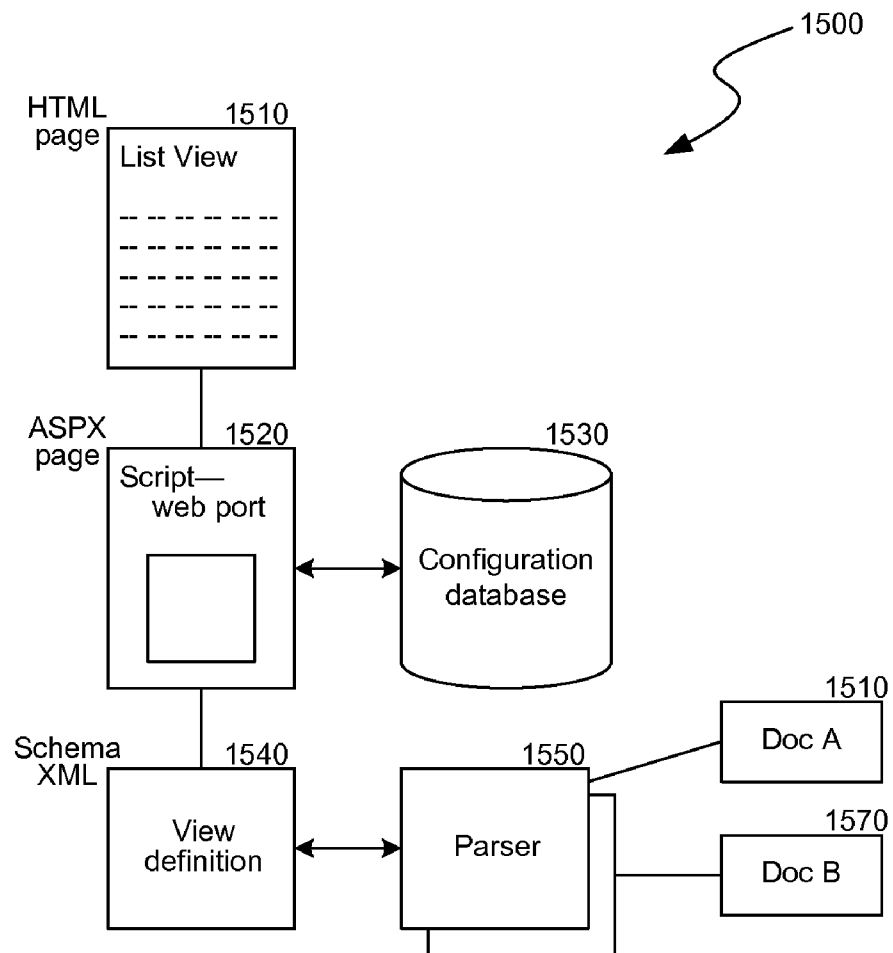 1500
HTML
page
1510
List View
ASPX
page
1520
Script—
web port
1530
Configuration
database
Schema
XML
1540
View
definition
1550
Parser
1510
Doc A
1570
Doc B